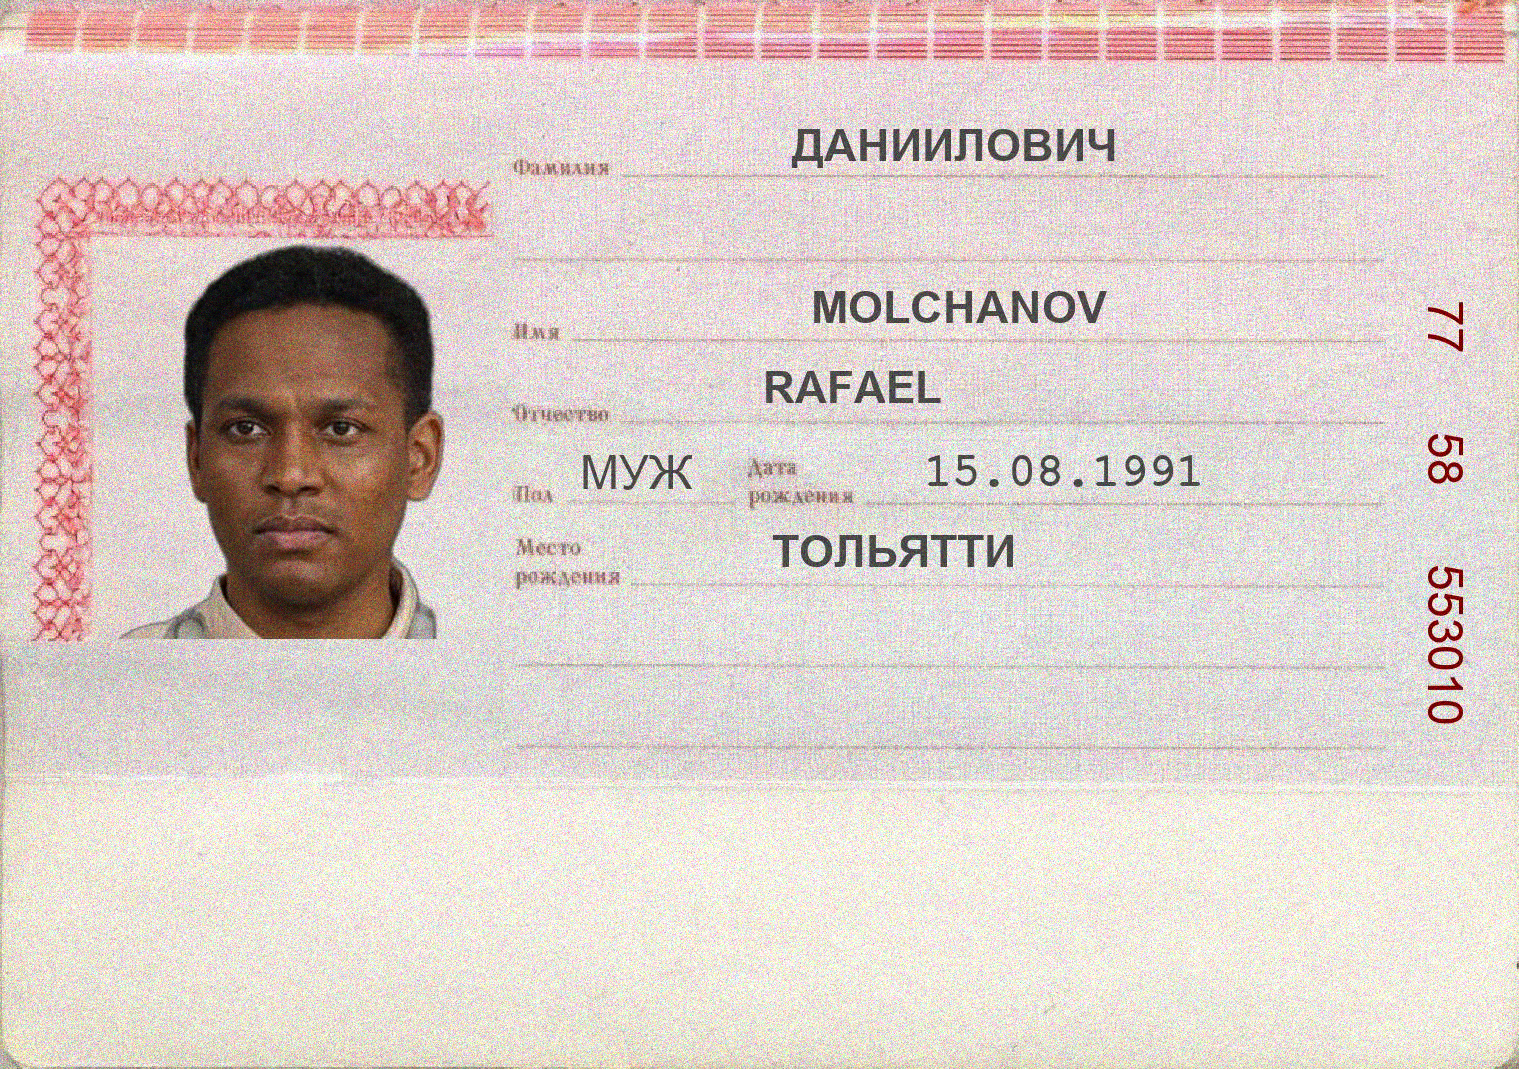 Фамилия ДАНИИЛОВИЧ
Имя MOLCHANOV
Отчество RAFAEL
Пол МУЖ Дата рождения 15.08.1991
Место рождения ТОЛЬЯТТИ
77 58 553010